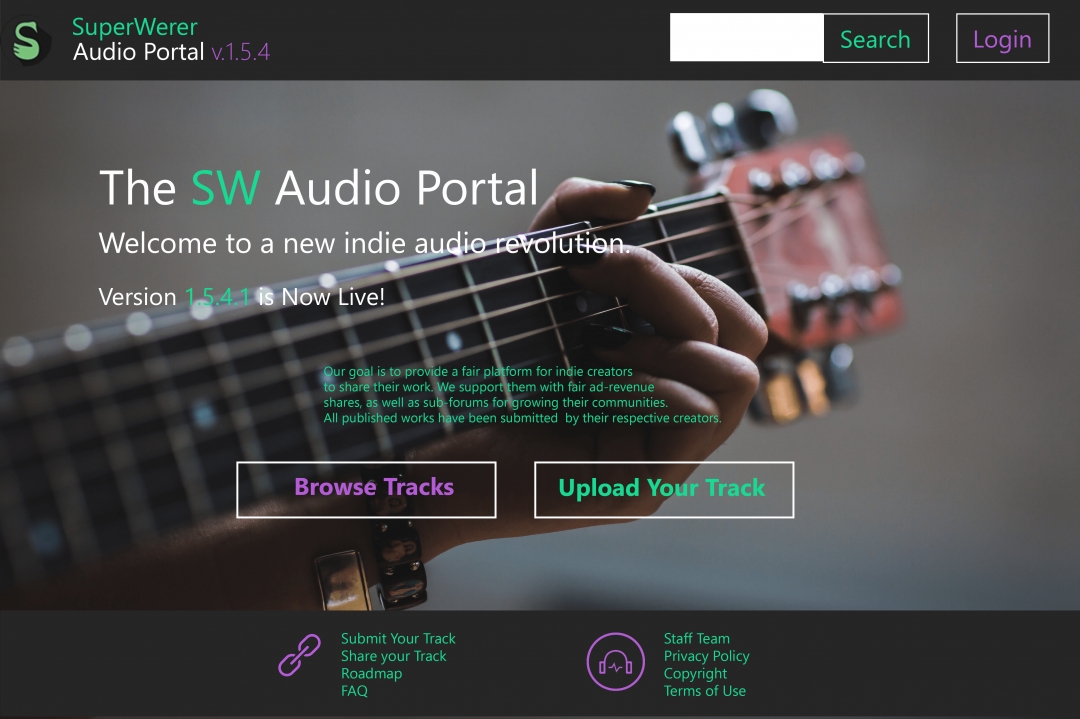 SuperWerer
Audio Portal v.1.5.4
Search
Login
The SW Audio Portal
Welcome to a new indie audio revolution.
Version 1.5.4.1 is Now Live!
Our goal is to provide a fair platform for indie creators
to share their work. We support them with fair ad-revenue
shares, as well as sub-forums for growing their communities.
All published works have been submitted  by their respective creators.
Browse Tracks
Upload Your Track
Submit Your Track
Share your Track
Roadmap
FAQ
Staff Team
Privacy Policy
Copyright
Terms of Use